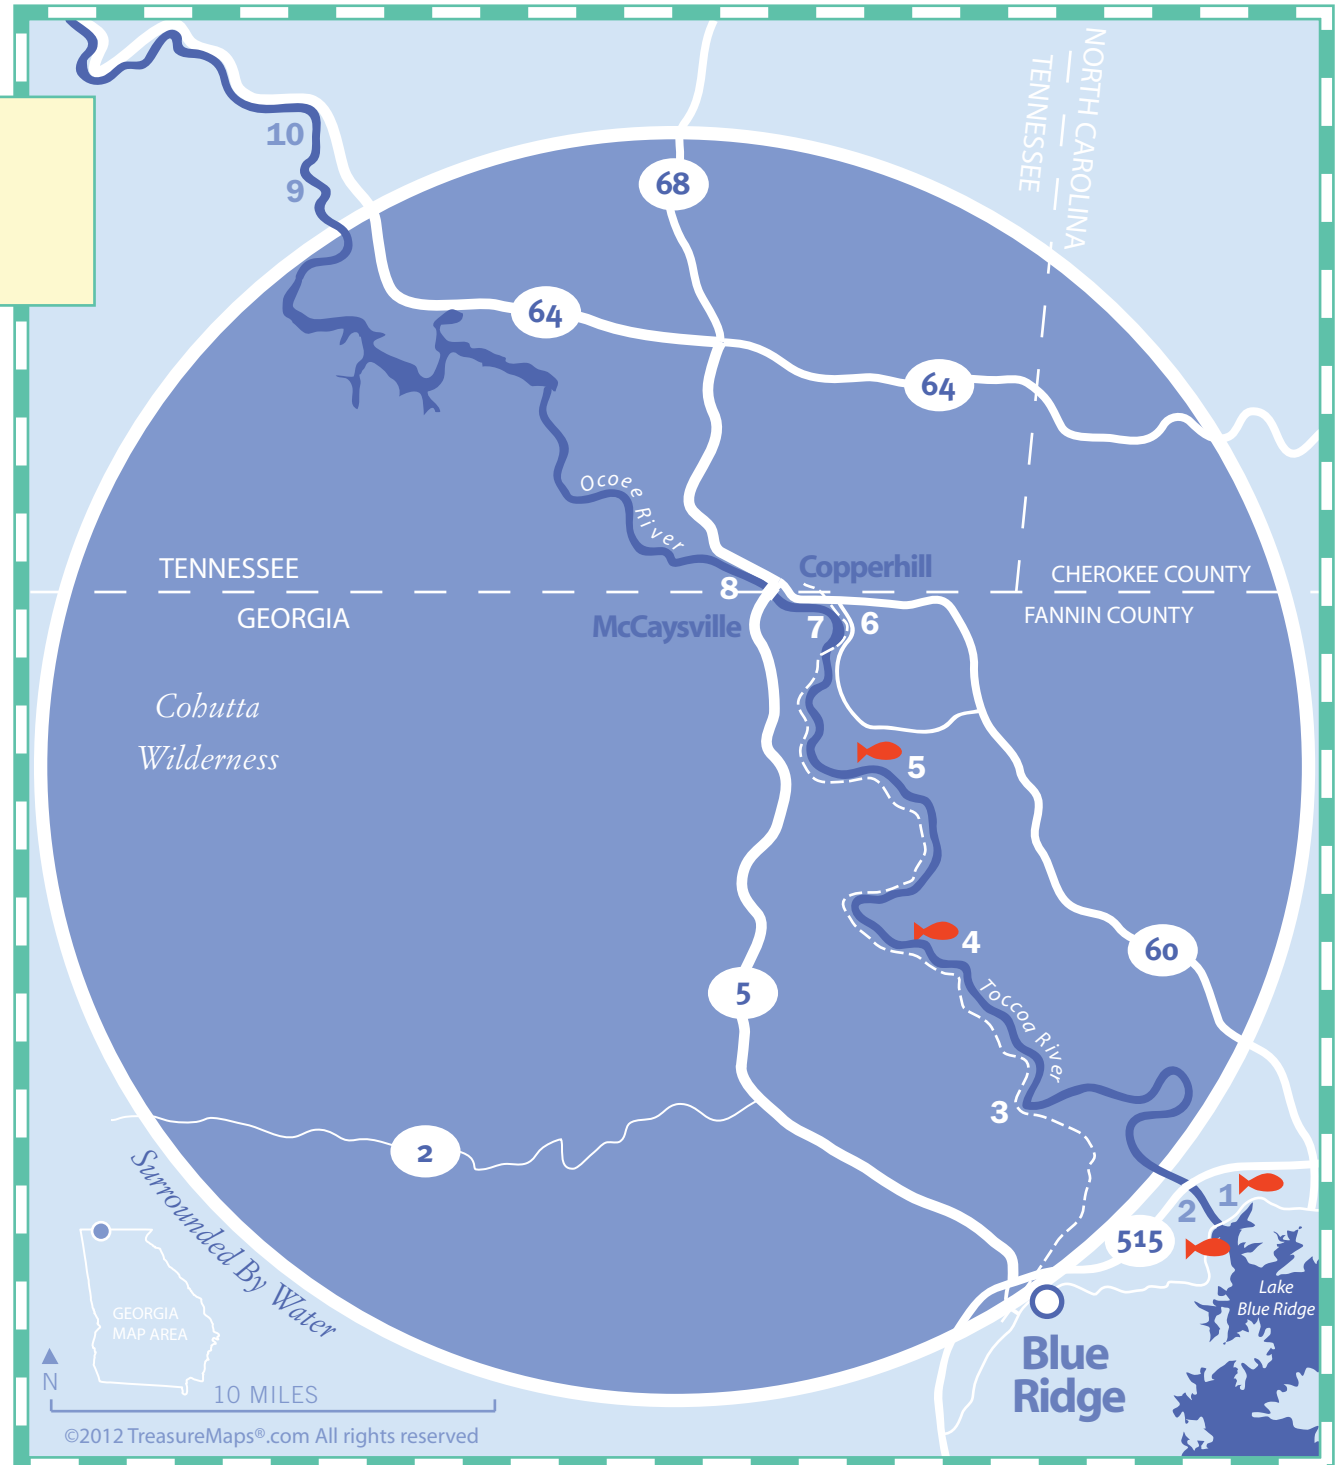 NORTH CAROLINA
TENNESSEE
10
9
68
64
64
Ocoee River
TENNESSEE
GEORGIA
8
Copperhill
McCaysville
7
6
CHEROKEE COUNTY
FANNIN COUNTY
Cohutta
Wilderness
5
4
60
5
Toccoa River
3
2
1
2
515
Surrounded By Water
Lake
Blue Ridge
Blue
Ridge
GEORGIA
MAP AREA
N
10 MILES
©2012 TreasureMaps®.com All rights reserved